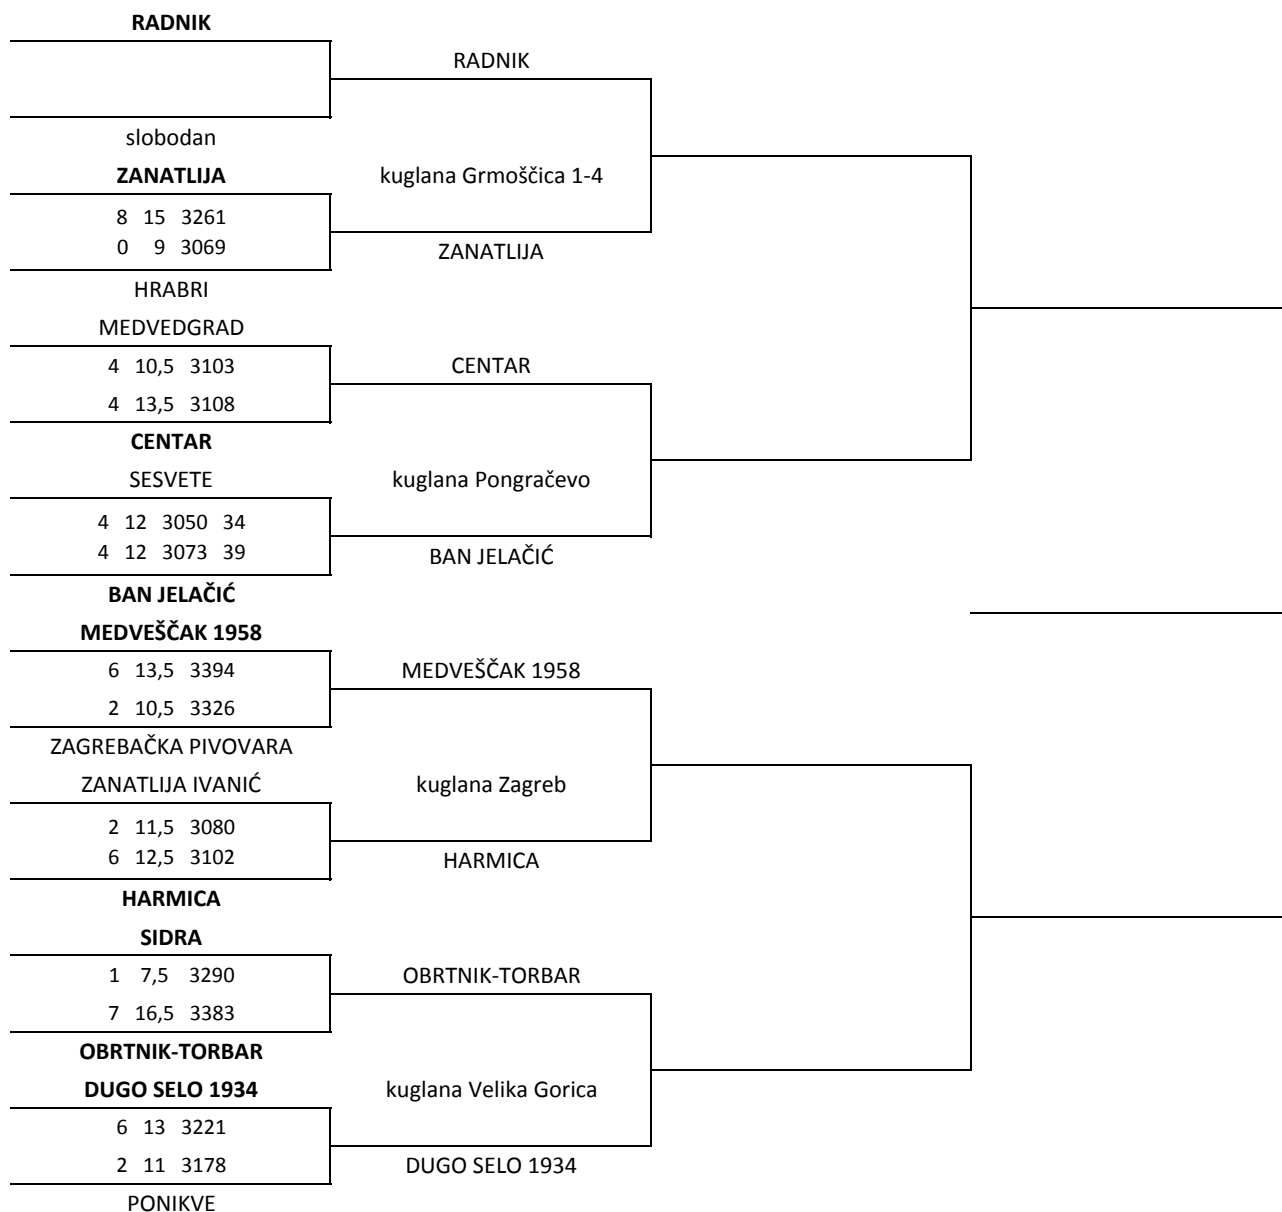 RADNIK
RADNIK
slobodan
ZANATLIJA
kuglana Grmoščica 1-4
8 15 3261
0 9 3069
ZANATLIJA
HRABRI
MEDVEDGRAD
4 10,5 3103
CENTAR
4 13,5 3108
CENTAR
SESVETE
kuglana Pongračevo
4 12 3050 34
4 12 3073 39
BAN JELAČIĆ
BAN JELAČIĆ
MEDVEŠČAK 1958
6 13,5 3394
MEDVEŠČAK 1958
2 10,5 3326
ZAGREBAČKA PIVOVARA
ZANATLIJA IVANIĆ
kuglana Zagreb
2 11,5 3080
6 12,5 3102
HARMICA
HARMICA
SIDRA
1 7,5 3290
OBRTNIK-TORBAR
7 16,5 3383
OBRTNIK-TORBAR
DUGO SELO 1934
kuglana Velika Gorica
6 13 3221
2 11 3178
DUGO SELO 1934
PONIKVE